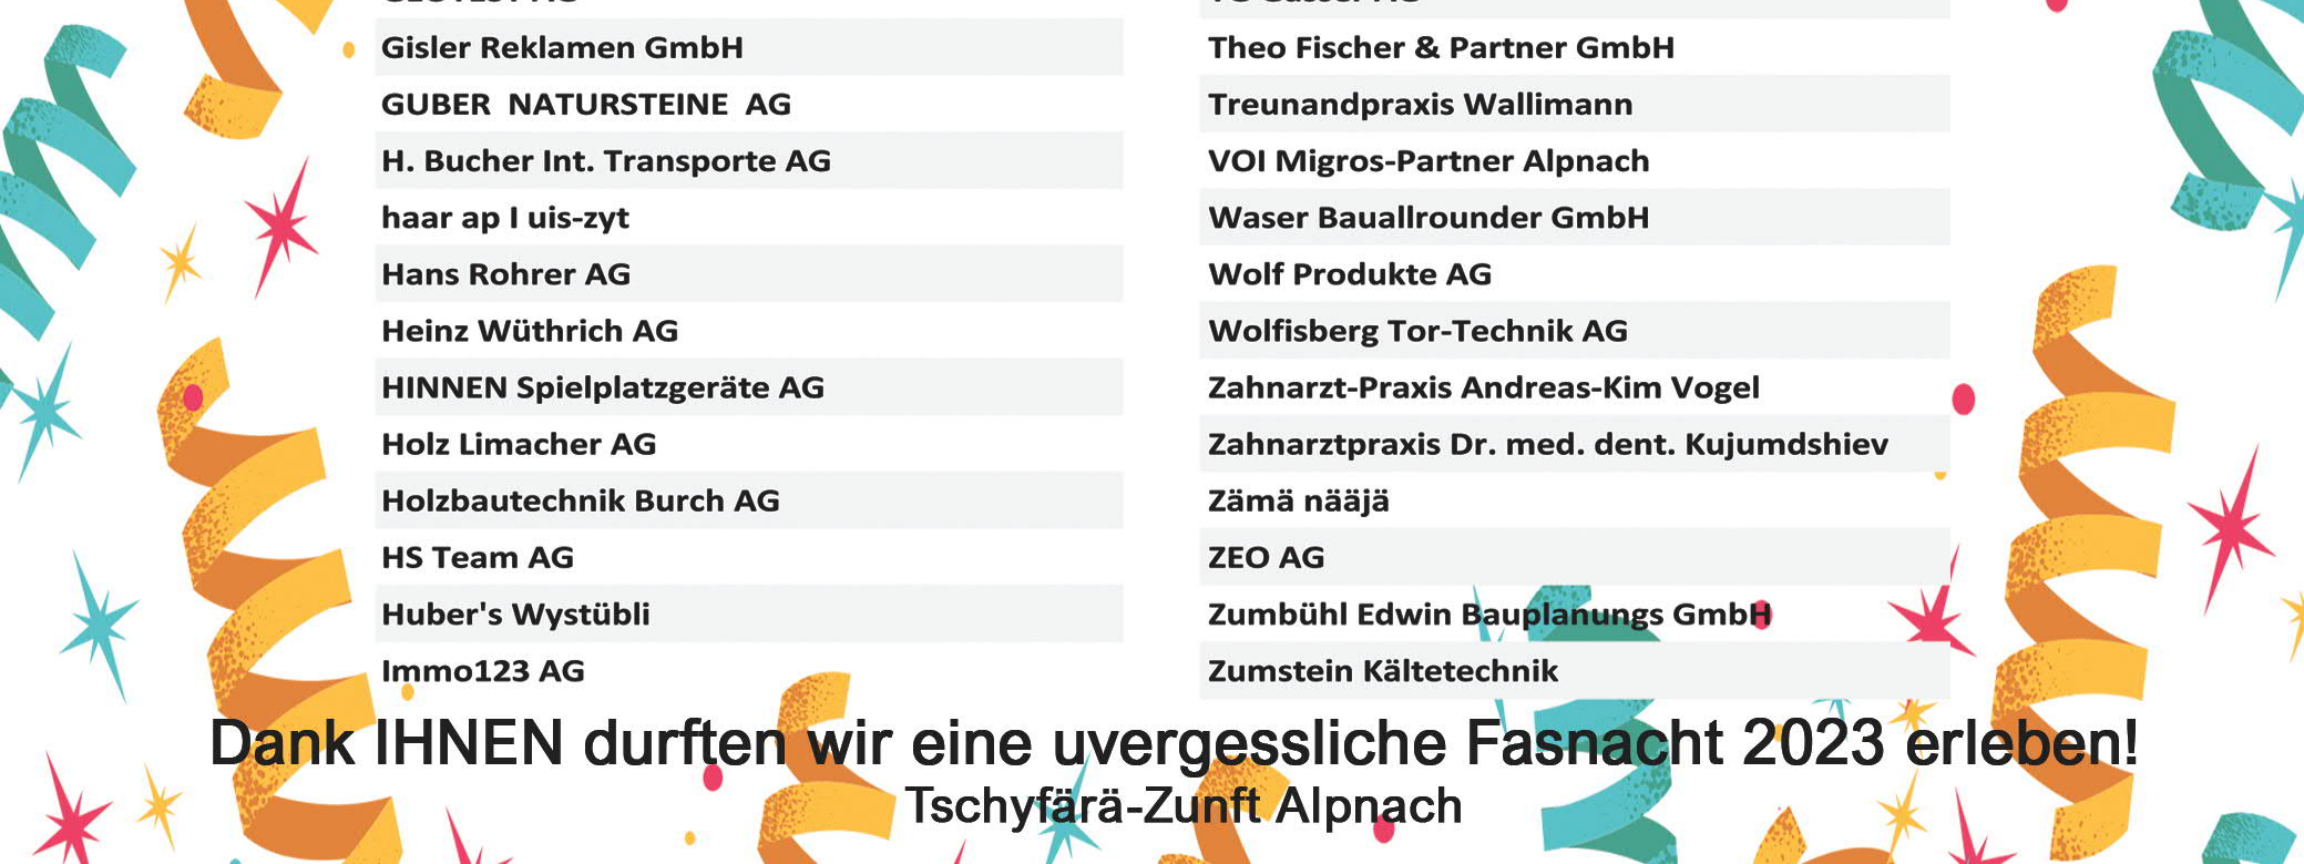 Gisler Reklamen GmbH
GUBER NATURSTEINE AG
H. Bucher Int. Transporte AG
haar ap I uis-zyt
Hans Rohrer AG
Heinz Wüthrich AG
HINNEN Spielplatzgeräte AG
Holz Limacher AG
Holzbautechnik Burch AG
HS Team AG
Huber's Wystübli
Immo123 AG
Theo Fischer & Partner GmbH
Treunandpraxis Wallimann
VOI Migros-Partner Alpnach
Waser Bauallrounder GmbH
Wolf Produkte AG
Wolfisberg Tor-Technik AG
Zahnarzt-Praxis Andreas-Kim Vogel
Zahnarztpraxis Dr. med. dent. Kujumdshiev
Zämä nääjä
ZEO AG
Zumbühl Edwin Bauplanungs GmbH
Zumstein Kältetechnik
Dank IHNEN durften wir eine uvergessliche Fasnacht 2023 erleben!
Tschyfärä-Zunft Alpnach